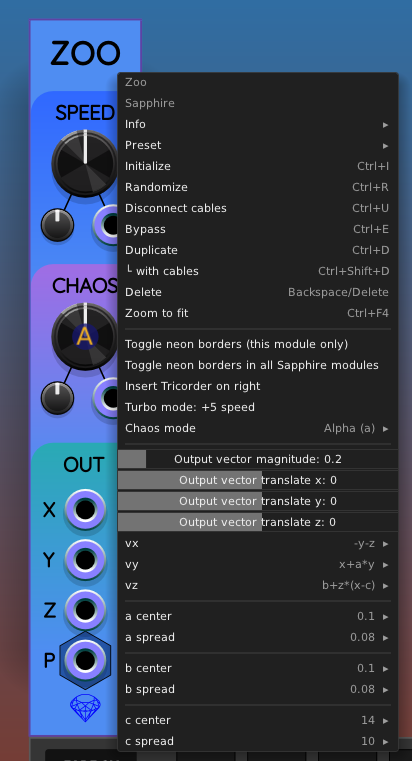 ZOO
SPEED
CHAOS
A
OUT
X
Y
Z
P
Zoo
Sapphire
Info ▸
Preset ▸
Initialize Ctrl+I
Randomize Ctrl+R
Disconnect cables Ctrl+U
Bypass Ctrl+E
Duplicate Ctrl+D
└ with cables Ctrl+Shift+D
Delete Backspace/Delete
Zoom to fit Ctrl+F4
Toggle neon borders (this module only)
Toggle neon borders in all Sapphire modules
Insert Tricorder on right
Turbo mode: +5 speed
Chaos mode Alpha (a) ▸
Output vector magnitude: 0.2
Output vector translate x: 0
Output vector translate y: 0
Output vector translate z: 0
vx -y-z ▸
vy x+a*y ▸
vz b+z*(x-c) ▸
a center 0.1 ▸
a spread 0.08 ▸
b center 0.1 ▸
b spread 0.08 ▸
c center 14 ▸
c spread 10 ▸